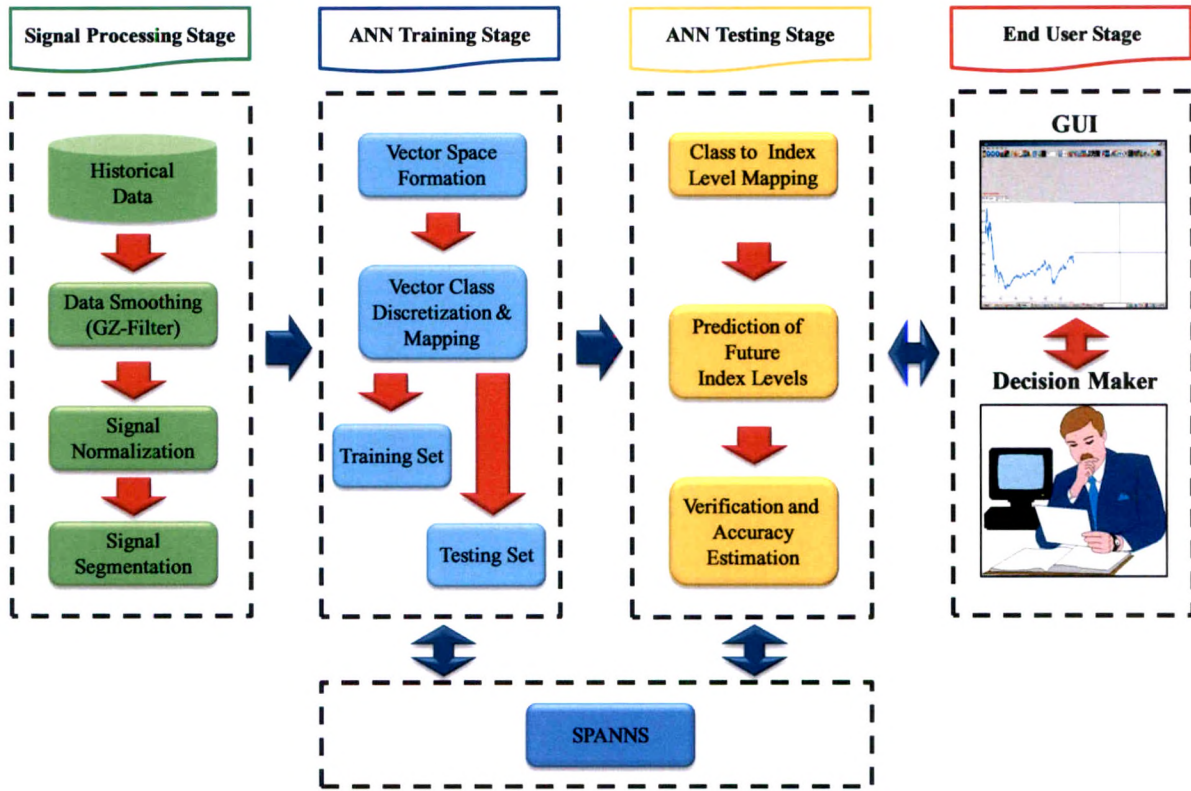 Signal Processing Stage
ANN Training Stage
ANN Testing Stage
End User Stage
Historical
Data
Data Smoothing
(GZ-Filter)
Signal
Normalization
Signal
Segmentation
Vector Space
Formation
Vector Class
Discretization &
Mapping
Training Set
Testing Set
Class to Index
Level Mapping
Prediction of
Future
Index Levels
Verification and
Accuracy
Estimation
GUI
Decision Maker
SPANNS